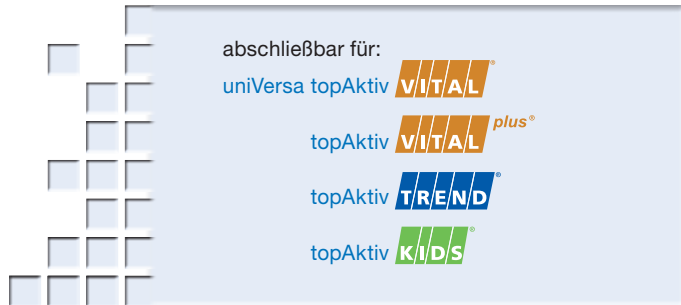 abschließbar für:
uniVersa topAktiv VITAL®
topAktiv VITAL plus®
topAktiv TREND®
topAktiv KIDS®